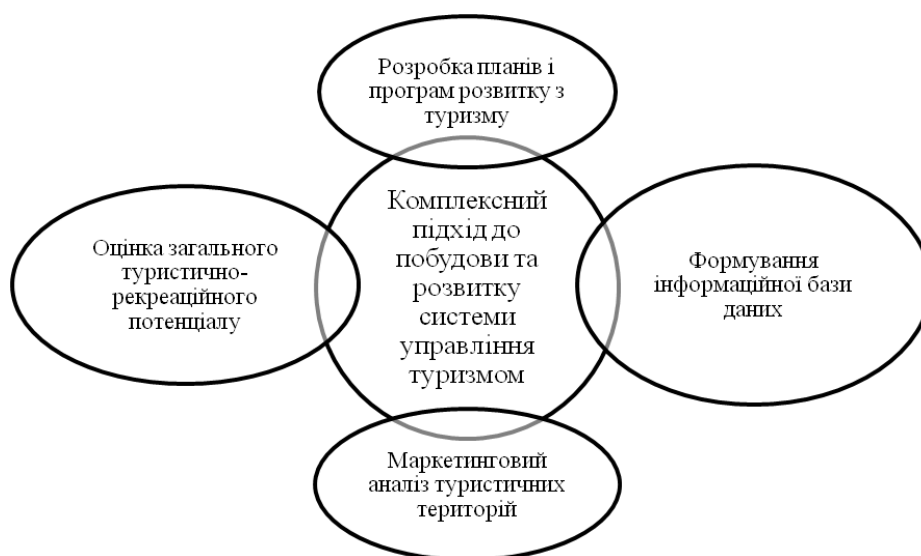 Розробка планів і
програм розвитку з
туризму
Комплексний
підхід до
побудови та
розвитку
системи
управління
туризмом
Оцінка загального
туристично-
рекреаційного
потенціалу
Формування
інформаційної бази
даних
Маркетинговий
аналіз туристичних
територій